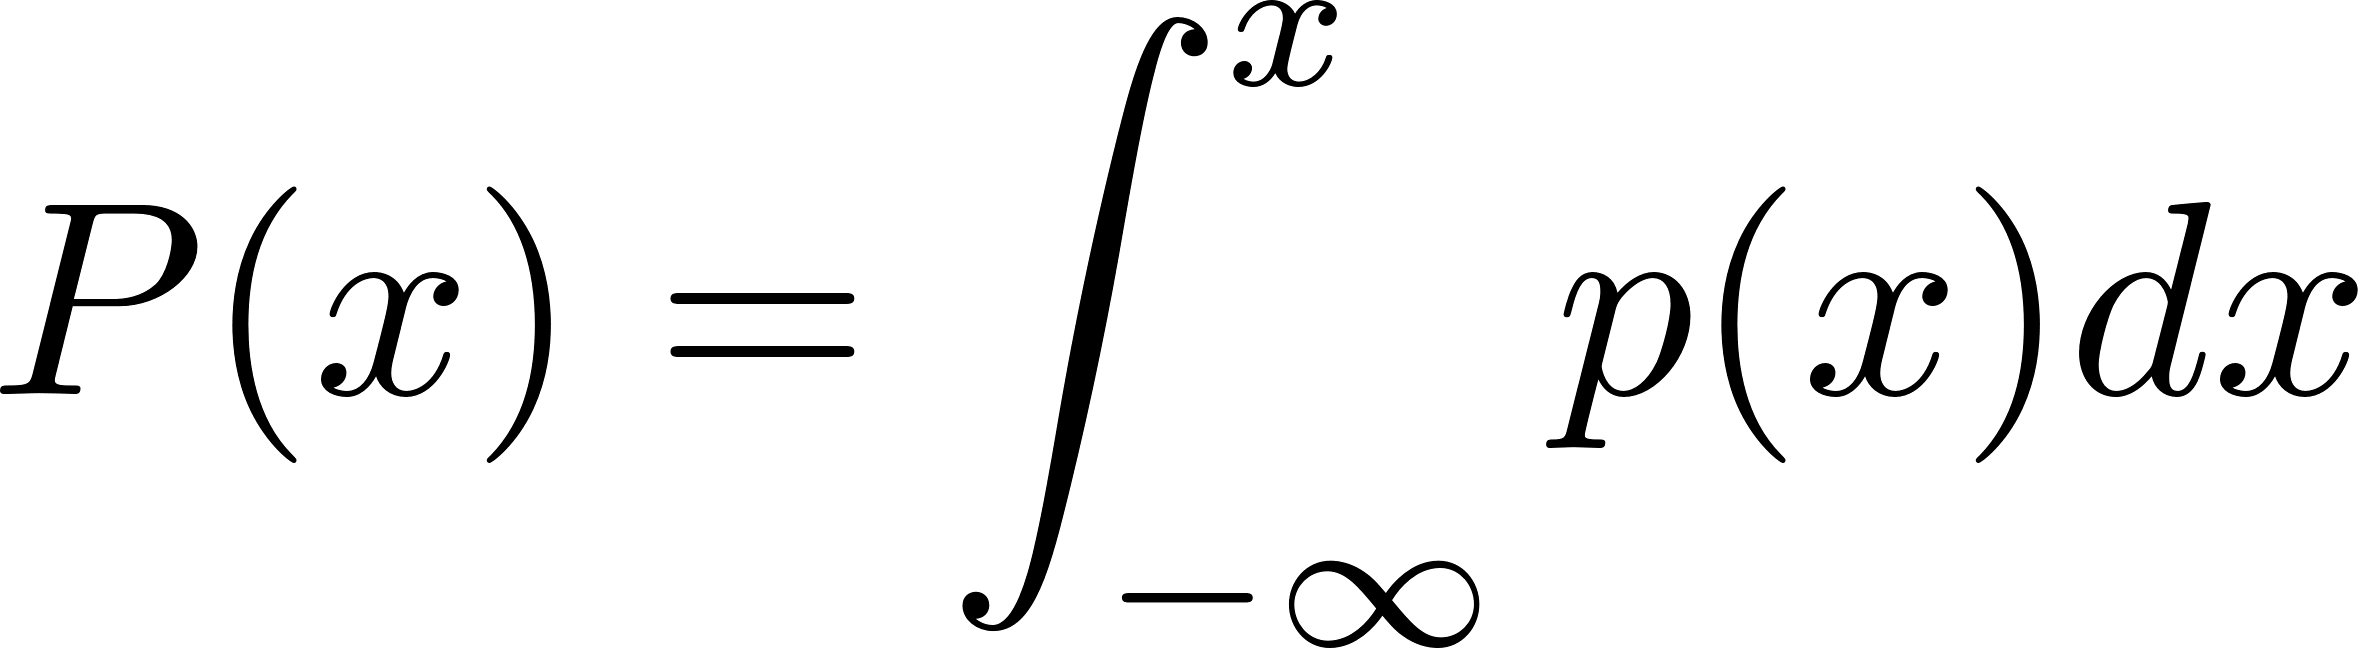 P(x) = ∫_{-∞}^{x} p(x)dx